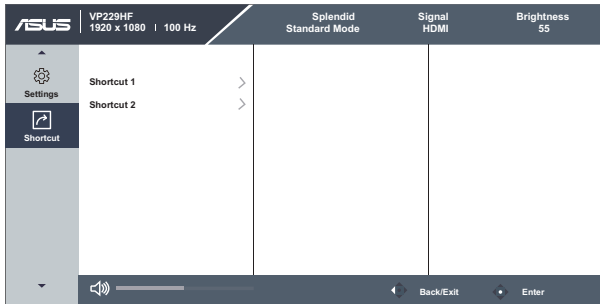 ASUS
VP229HF
1920 x 1080 | 100 Hz
Splendid
Standard Mode
Signal
HDMI
Brightness
55
Settings
Shortcut
Shortcut 1
Shortcut 2
Back/Exit
Enter